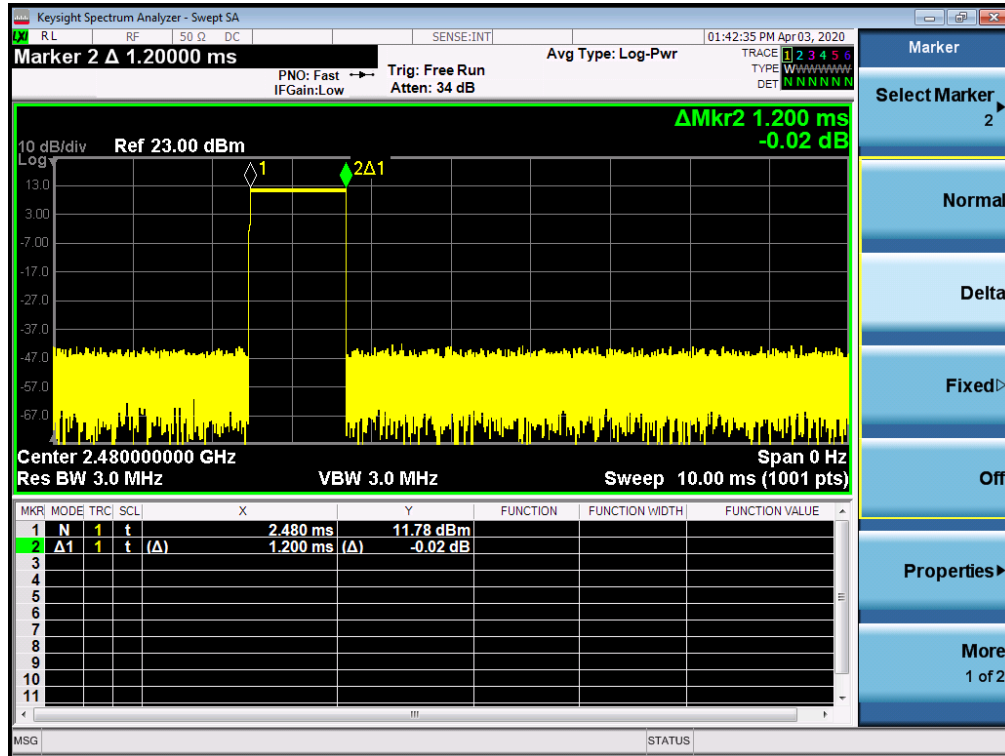 Keysight Spectrum Analyzer - Swept SA
LXI RL RF 50 Ω DC SENSE:INT 01:42:35 PM Apr 03, 2020
Marker 2 Δ 1.20000 ms
PNO: Fast
IFGain:Low
Trig: Free Run
Atten: 34 dB
Avg Type: Log-Pwr
TRACE 1 2 3 4 5 6
TYPE WWWWWW
DET N N N N N N
ΔMkr2 1.200 ms
-0.02 dB
10 dB/div Ref 23.00 dBm
Log
1 2Δ1
13.0
3.00
-7.00
-17.0
-27.0
-37.0
-47.0
-57.0
-67.0
Center 2.480000000 GHz Span 0 Hz
Res BW 3.0 MHz VBW 3.0 MHz Sweep 10.00 ms (1001 pts)
MKR MODE TRC SCL X Y FUNCTION FUNCTION WIDTH FUNCTION VALUE
1 N 1 t 2.480 ms 11.78 dBm
2 Δ1 1 t (Δ) 1.200 ms (Δ) -0.02 dB
3
4
5
6
7
8
9
10
11
MSG STATUS
Marker
Select Marker
2
Normal
Delta
Fixed
Off
Properties
More
1 of 2